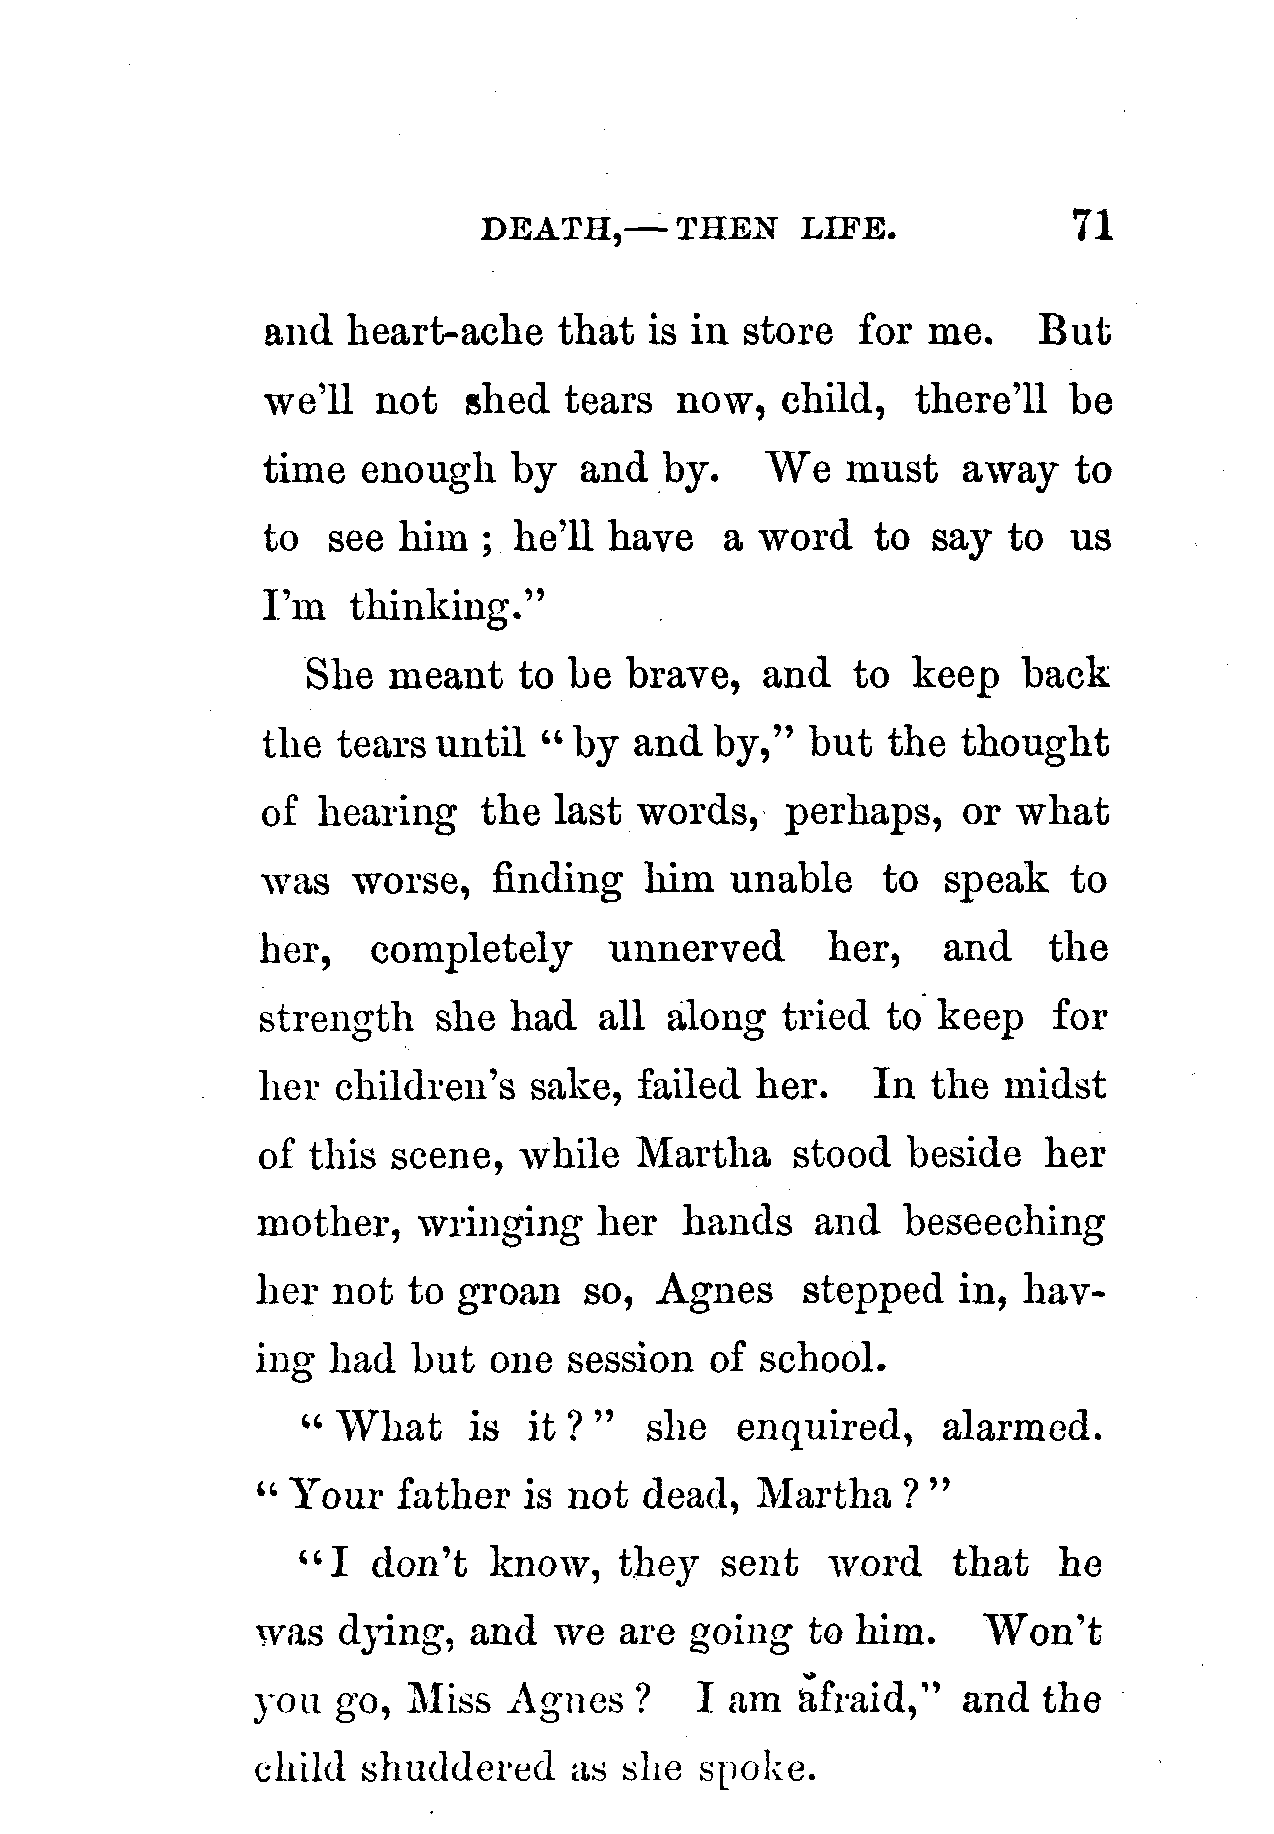 DEATH,—THEN LIFE. 71
and heart-ache that is in store for me. But
we'll not shed tears now, child, there'll be
time enough by and by. We must away to
to see him ; he'll have a word to say to us
I'm thinking."
She meant to be brave, and to keep back
the tears until " by and by," but the thought
of hearing the last words, perhaps, or what
was worse, finding him unable to speak to
her, completely unnerved her, and the
strength she had all along tried to keep for
her children's sake, failed her. In the midst
of this scene, while Martha stood beside her
mother, wringing her hands and beseeching
her not to groan so, Agnes stepped in, hav-
ing had but one session of school.
" What is it ? " she enquired, alarmed.
" Your father is not dead, Martha ? "
" I don't know, they sent word that he
was dying, and we are going to him. Won't
you go, Miss Agnes ? I am afraid," and the
child shuddered as she spoke.